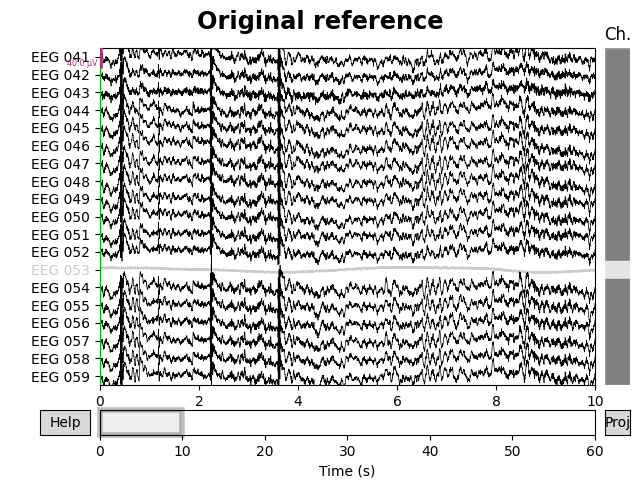 Original reference
Ch.
EEG 041
40.0 µV
EEG 042
EEG 043
EEG 044
EEG 045
EEG 046
EEG 047
EEG 048
EEG 049
EEG 050
EEG 051
EEG 052
EEG 053
EEG 054
EEG 055
EEG 056
EEG 057
EEG 058
EEG 059
0 2 4 6 8 10
Help Proj
0 10 20 30 40 50 60
Time (s)